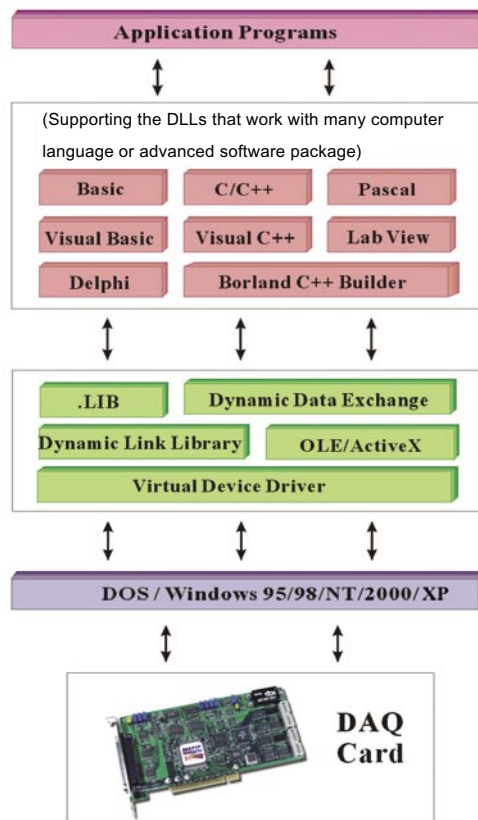 Application Programs
(Supporting the DLLs that work with many computer
language or advanced software package)
Basic
C/C++
Pascal
Visual Basic
Visual C++
Lab View
Delphi
Borland C++ Builder
.LIB
Dynamic Data Exchange
Dynamic Link Library
OLE/ActiveX
Virtual Device Driver
DOS / Windows 95/98/NT/2000/XP
DAQ
Card